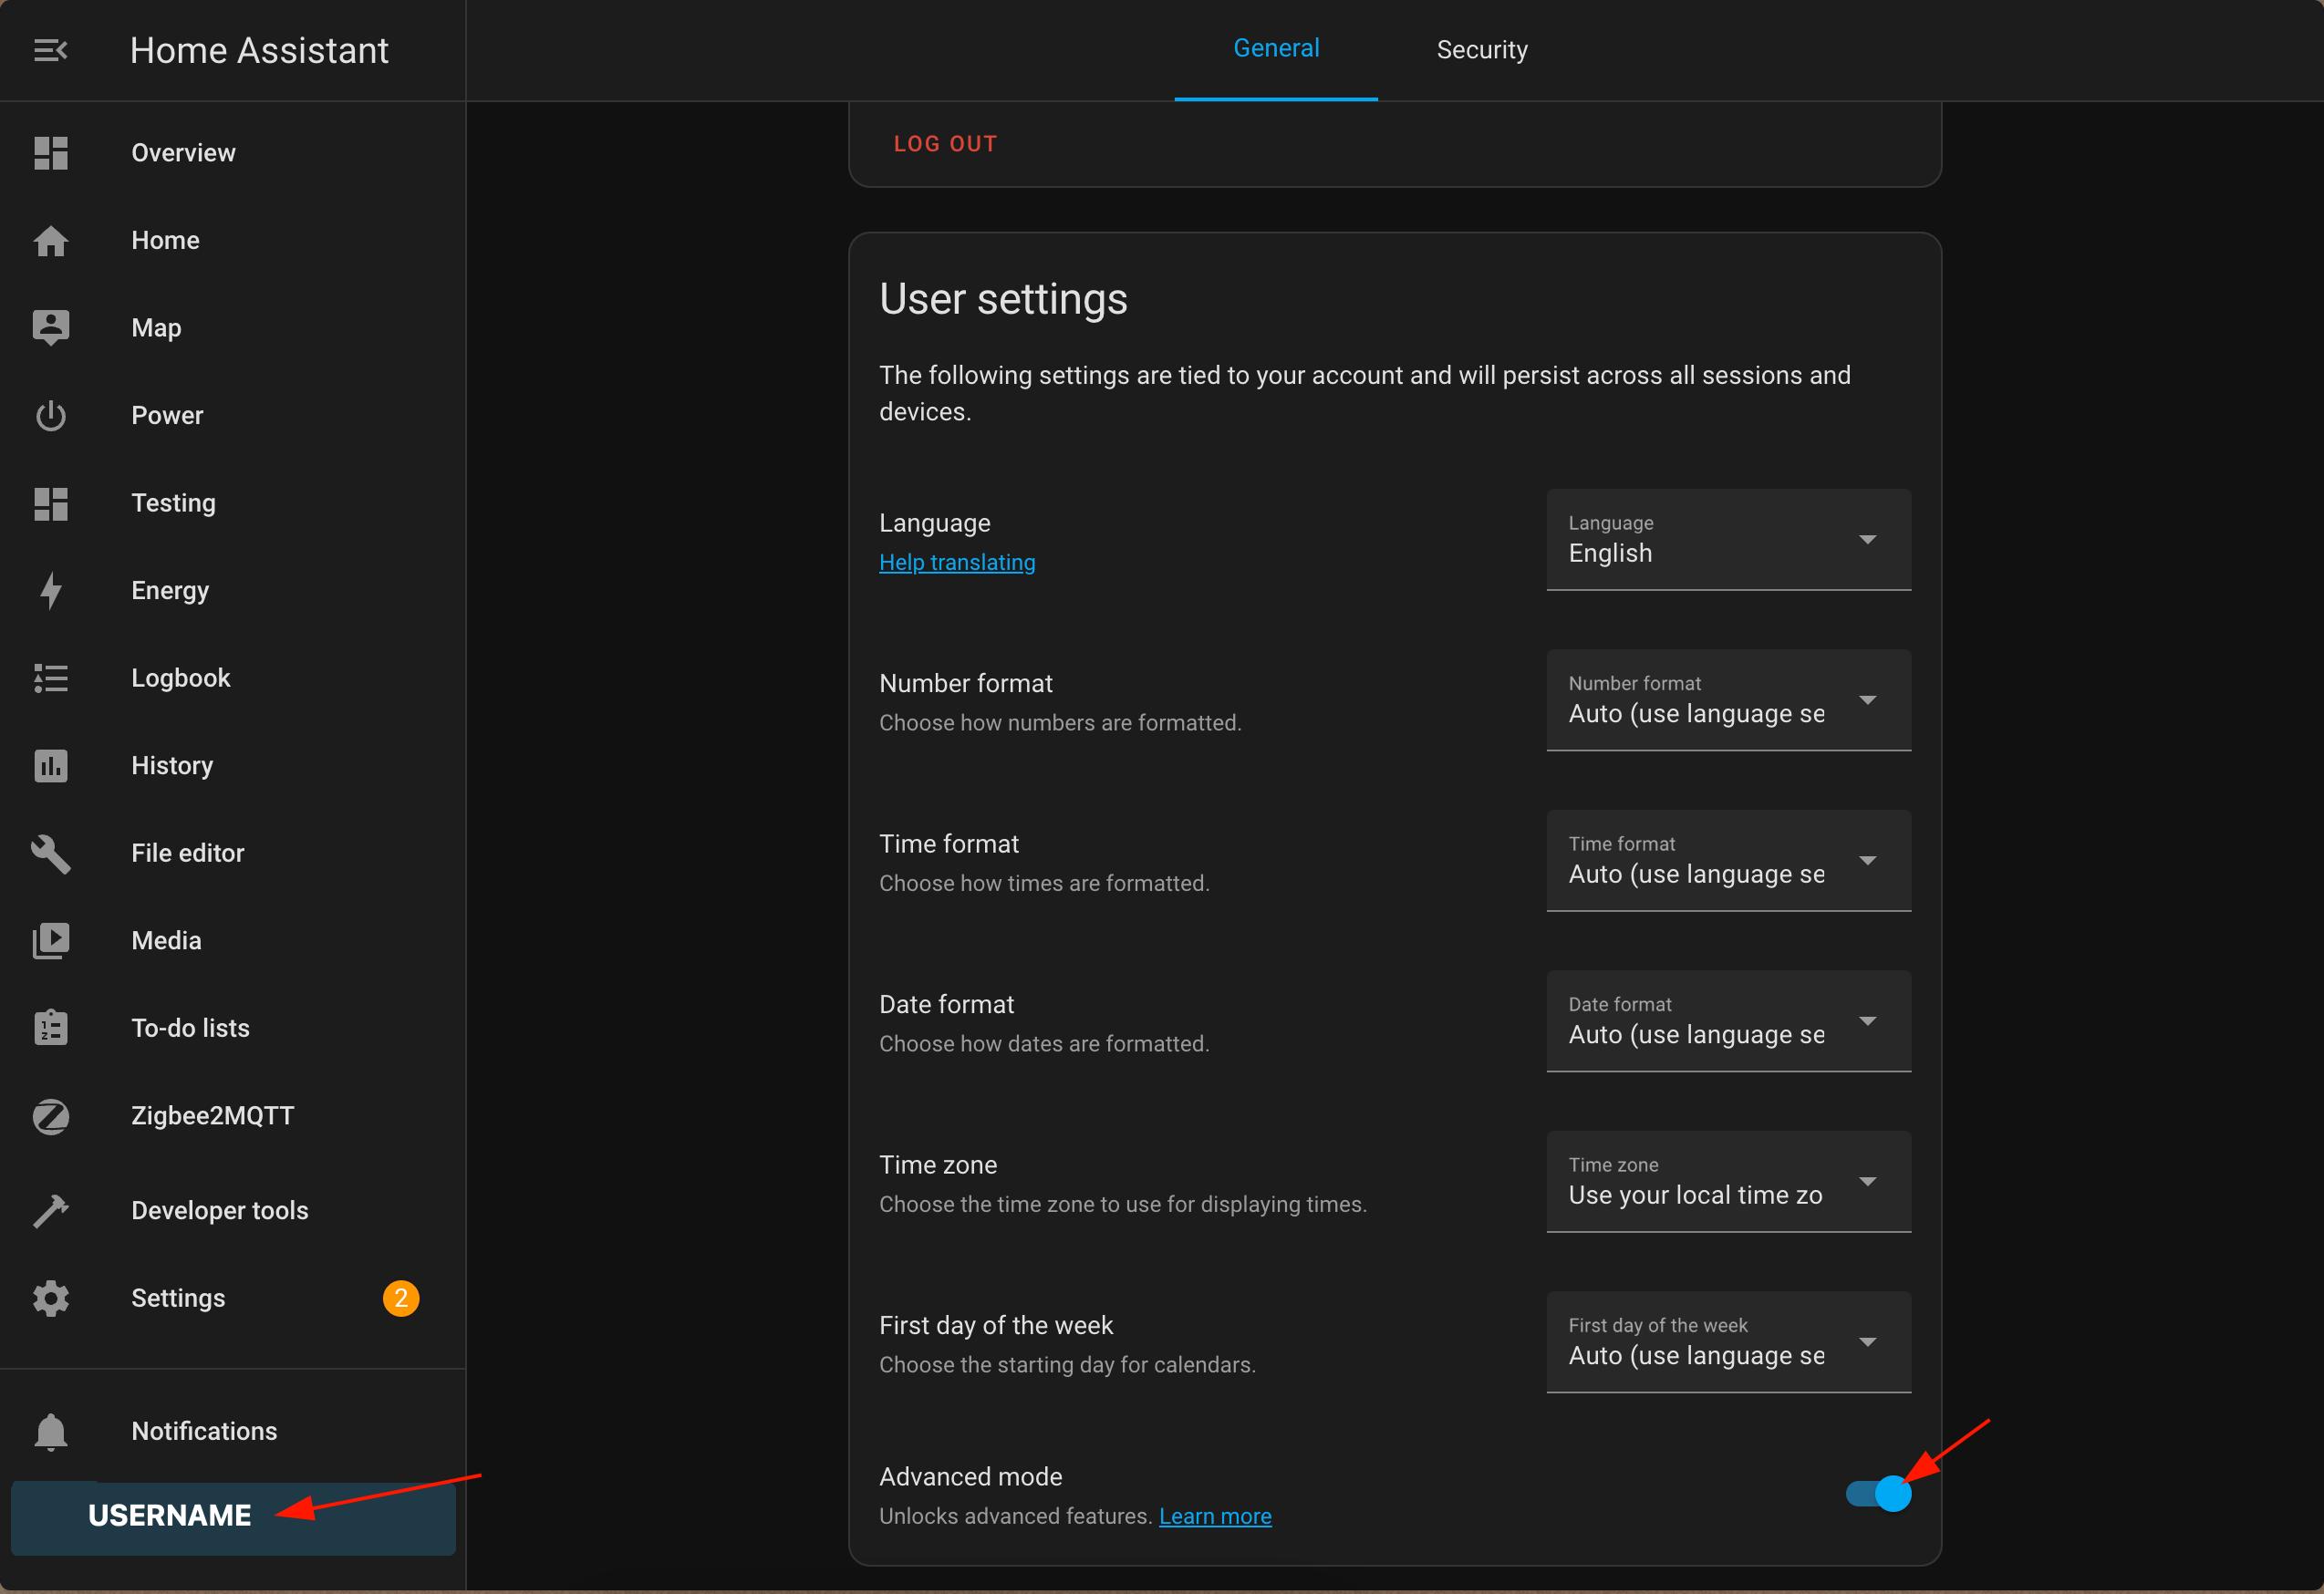 Home Assistant
General
Security
Overview
Home
Map
Power
Testing
Energy
Logbook
History
File editor
Media
To-do lists
Zigbee2MQTT
Developer tools
Settings
2
Notifications
USERNAME
LOG OUT
User settings
The following settings are tied to your account and will persist across all sessions and
devices.
Language
Help translating
Language
English
Number format
Choose how numbers are formatted.
Number format
Auto (use language se
Time format
Choose how times are formatted.
Time format
Auto (use language se
Date format
Choose how dates are formatted.
Date format
Auto (use language se
Time zone
Choose the time zone to use for displaying times.
Time zone
Use your local time zo
First day of the week
Choose the starting day for calendars.
First day of the week
Auto (use language se
Advanced mode
Unlocks advanced features. Learn more